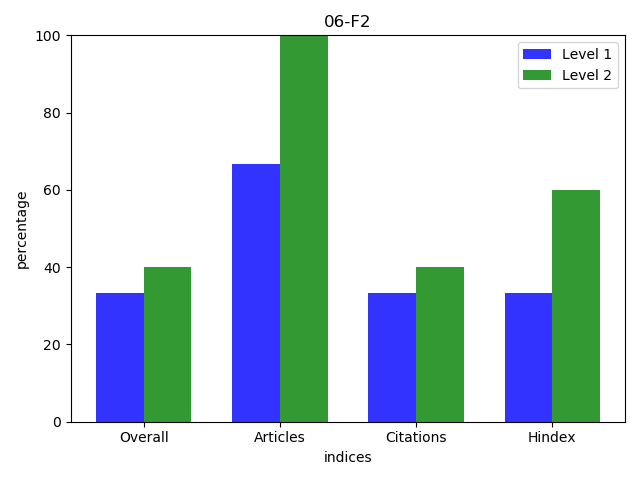 06-F2
Level 1
Level 2
percentage
100
80
60
40
20
0
Overall Articles Citations Hindex
indices